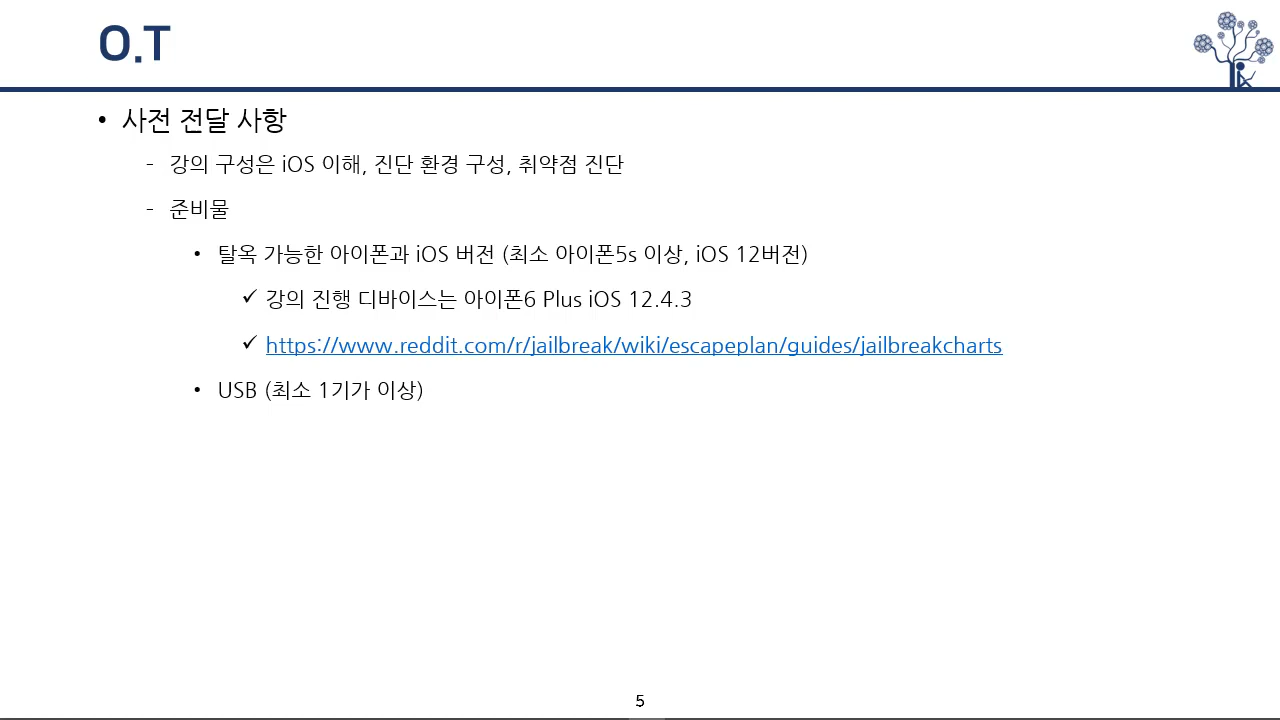 O.T
• 사전 전달 사항
- 강의 구성은 iOS 이해, 진단 환경 구성, 취약점 진단
- 준비물
• 탈옥 가능한 아이폰과 iOS 버전 (최소 아이폰5s 이상, iOS 12버전)
✓ 강의 진행 디바이스는 아이폰6 Plus iOS 12.4.3
✓ https://www.reddit.com/r/jailbreak/wiki/escapeplan/guides/jailbreakcharts
• USB (최소 1기가 이상)
5